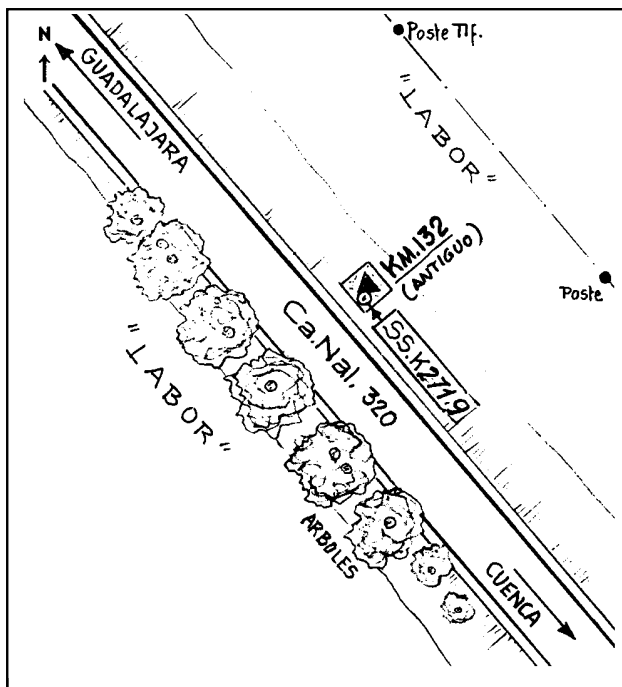 N
Poste Tlf.
GUADALAJARA
"LABOR"
KM.132
(ANTIGUO)
Poste
SS.K271.9
Ca.Nal. 320
"LABOR"
ARBOLES
CUENCA